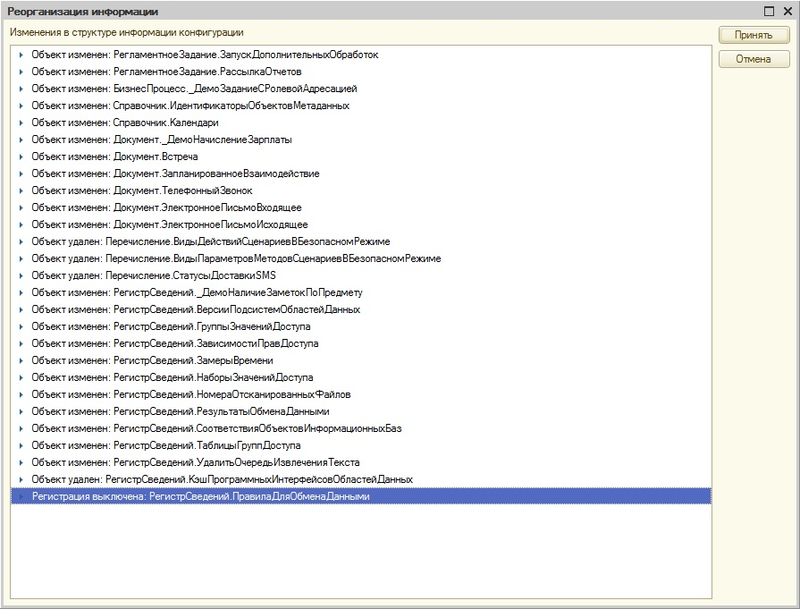 Реорганизация информации
Изменения в структуре информации конфигурации
Принять
Отмена
Объект изменен: РегламентноеЗадание.ЗапускДополнительныхОбработок
Объект изменен: РегламентноеЗадание.РассылкаОтчетов
Объект изменен: БизнесПроцесс._ДемоЗаданиеСРолевойАдресацией
Объект изменен: Справочник.ИдентификаторыОбъектовМетаданных
Объект изменен: Справочник.Календари
Объект изменен: Документ._ДемоНачислениеЗарплаты
Объект изменен: Документ.Встреча
Объект изменен: Документ.ЗапланированноеВзаимодействие
Объект изменен: Документ.ТелефонныйЗвонок
Объект изменен: Документ.ЭлектронноеПисьмоВходящее
Объект изменен: Документ.ЭлектронноеПисьмоИсходящее
Объект удален: Перечисление.ВидыДействийСценариевВБезопасномРежиме
Объект удален: Перечисление.ВидыПараметровМетодовСценариевВБезопасномРежиме
Объект удален: Перечисление.СтатусыДоставкиSMS
Объект изменен: РегистрСведений._ДемоНаличиеЗаметокПоПредмету
Объект изменен: РегистрСведений.ВерсииПодсистемОбластейДанных
Объект изменен: РегистрСведений.ГруппыЗначенийДоступа
Объект изменен: РегистрСведений.ЗависимостиПравДоступа
Объект изменен: РегистрСведений.ЗамерыВремени
Объект изменен: РегистрСведений.НаборыЗначенийДоступа
Объект изменен: РегистрСведений.НомераОтсканированныхФайлов
Объект изменен: РегистрСведений.РезультатыОбменаДанными
Объект изменен: РегистрСведений.СоответствияОбъектовИнформационныхБаз
Объект изменен: РегистрСведений.ТаблицыГруппДоступа
Объект изменен: РегистрСведений.УдалитьОчередьИзвлеченияТекста
Объект удален: РегистрСведений.КэшПрограммныхИнтерфейсовОбластейДанных
Регистрация выключена: РегистрСведений.ПравилаДляОбменаДанными